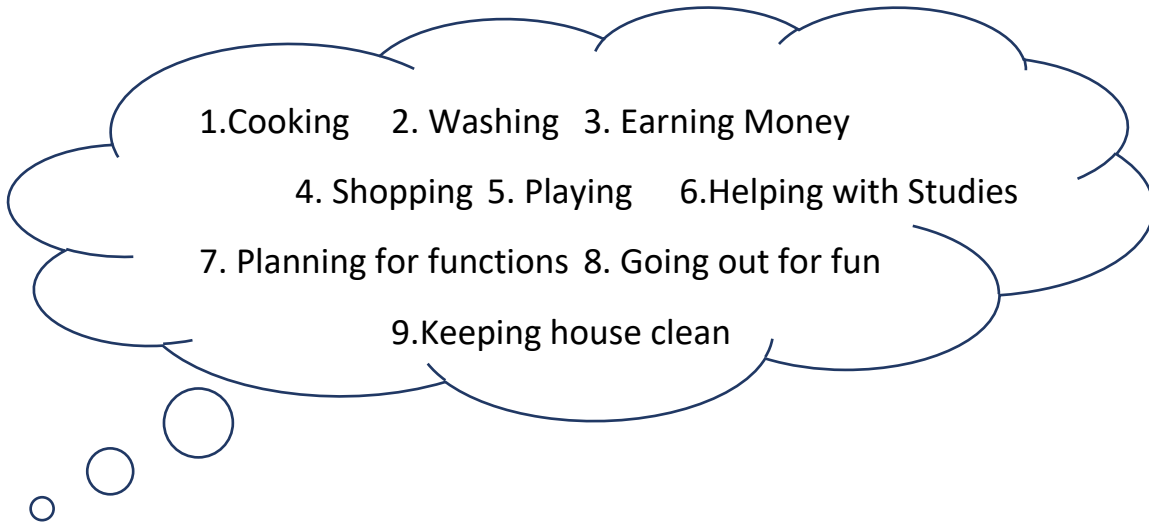 1.Cooking 2. Washing 3. Earning Money
4. Shopping 5. Playing 6.Helping with Studies
7. Planning for functions 8. Going out for fun
9.Keeping house clean